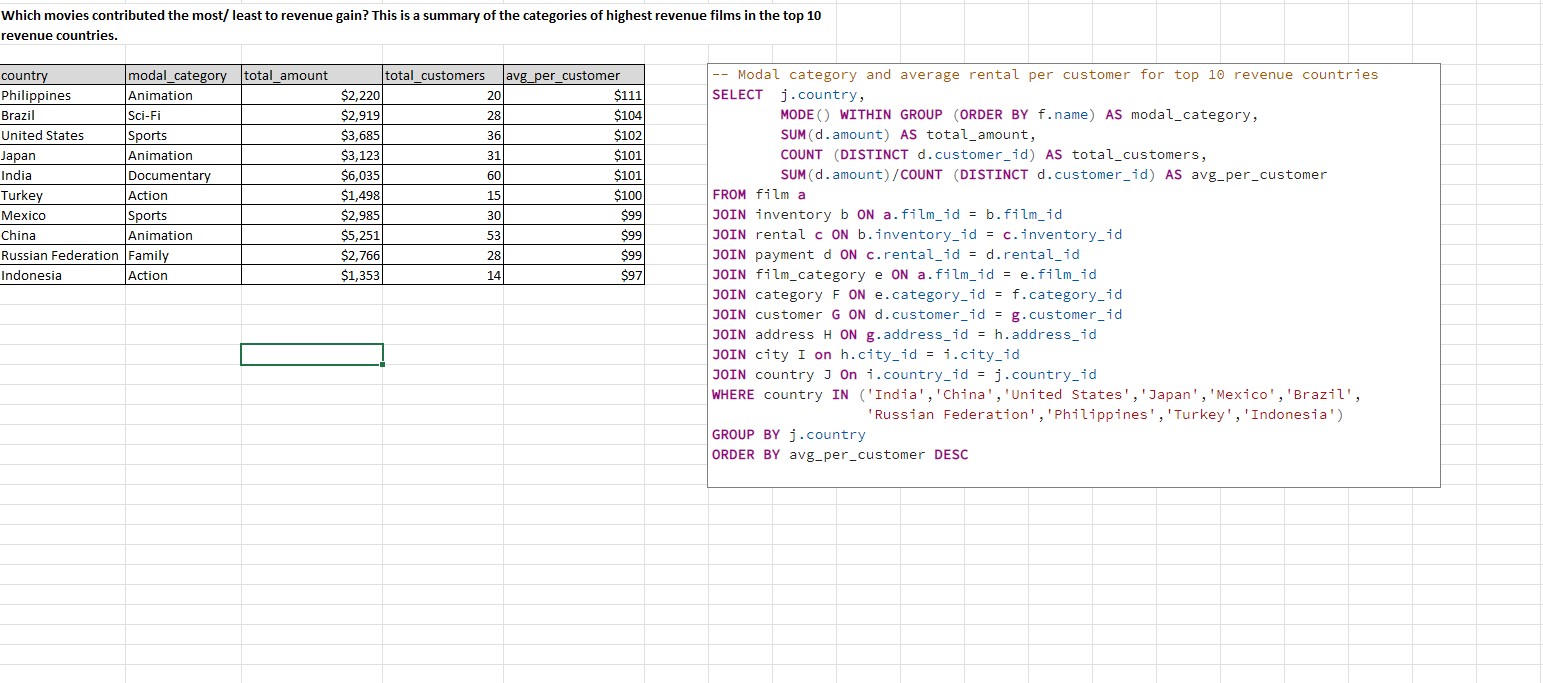 Which movies contributed the most/ least to revenue gain? This is a summary of the categories of highest revenue films in the top 10
revenue countries.
country modal_category total_amount total_customers avg_per_customer
Philippines Animation $2,220 20 $111
Brazil Sci-Fi $2,919 28 $104
United States Sports $3,685 36 $102
Japan Animation $3,123 31 $101
India Documentary $6,035 60 $101
Turkey Action $1,498 15 $100
Mexico Sports $2,985 30 $99
China Animation $5,251 53 $99
Russian Federation Family $2,766 28 $99
Indonesia Action $1,353 14 $97
-- Modal category and average rental per customer for top 10 revenue countries
SELECT j.country,
MODE() WITHIN GROUP (ORDER BY f.name) AS modal_category,
SUM(d.amount) AS total_amount,
COUNT (DISTINCT d.customer_id) AS total_customers,
SUM(d.amount)/COUNT (DISTINCT d.customer_id) AS avg_per_customer
FROM film a
JOIN inventory b ON a.film_id = b.film_id
JOIN rental c ON b.inventory_id = c.inventory_id
JOIN payment d ON c.rental_id = d.rental_id
JOIN film_category e ON a.film_id = e.film_id
JOIN category F ON e.category_id = f.category_id
JOIN customer G ON d.customer_id = g.customer_id
JOIN address H ON g.address_id = h.address_id
JOIN city I on h.city_id = i.city_id
JOIN country J On i.country_id = j.country_id
WHERE country IN ('India','China','United States','Japan','Mexico','Brazil',
'Russian Federation','Philippines','Turkey','Indonesia')
GROUP BY j.country
ORDER BY avg_per_customer DESC